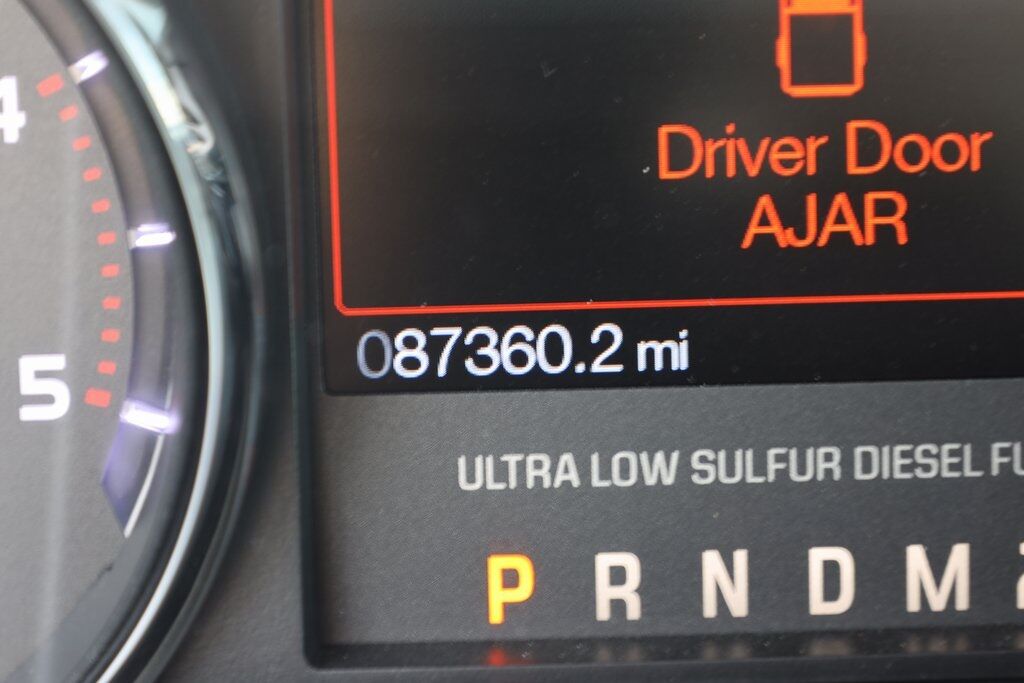 4
Driver Door
AJAR
087360.2 mi
5
ULTRA LOW SULFUR DIESEL FU
P R N D M